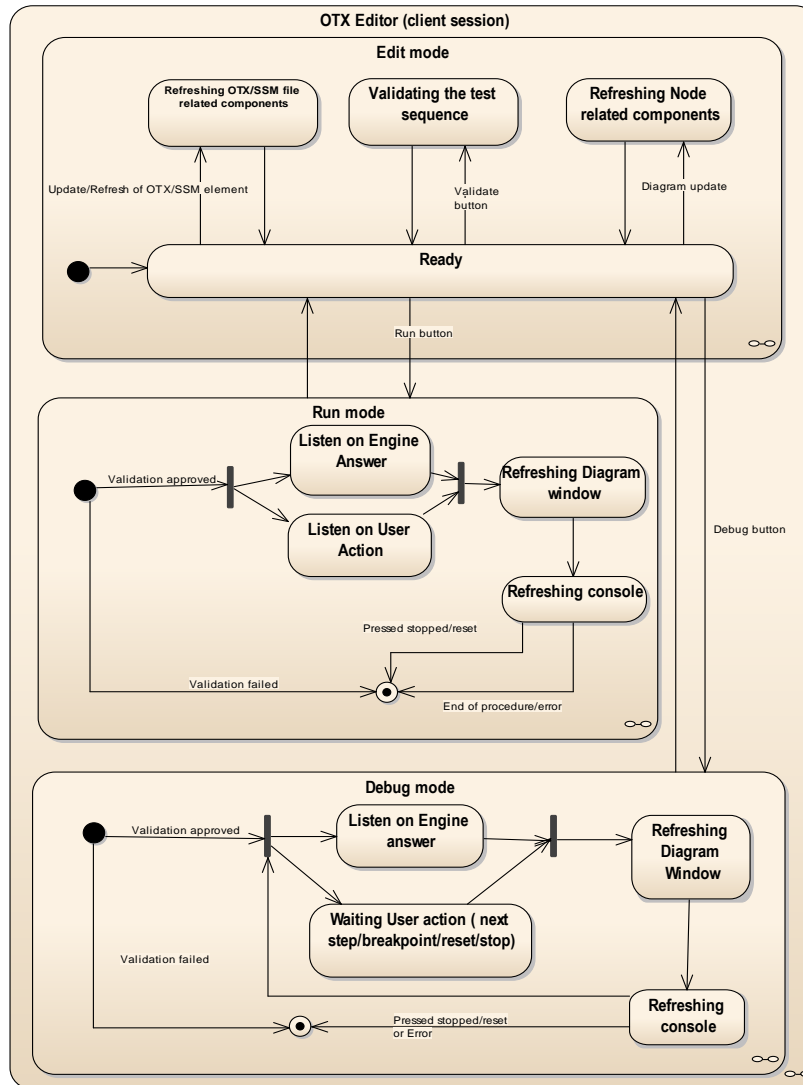 OTX Editor (client session)
Edit mode
Refreshing OTX/SSM file
related components
Validating the test
sequence
Refreshing Node
related components
Update/Refresh of OTX/SSM element
Validate
button
Diagram update
Ready
Run button
Run mode
Listen on Engine
Answer
Validation approved
Refreshing Diagram
window
Listen on User
Action
Debug button
Refreshing console
Pressed stopped/reset
Validation failed
End of procedure/error
Debug mode
Listen on Engine
answer
Validation approved
Refreshing
Diagram
Window
Waiting User action ( next
step/breakpoint/reset/stop)
Validation failed
Refreshing
console
Pressed stopped/reset
or Error